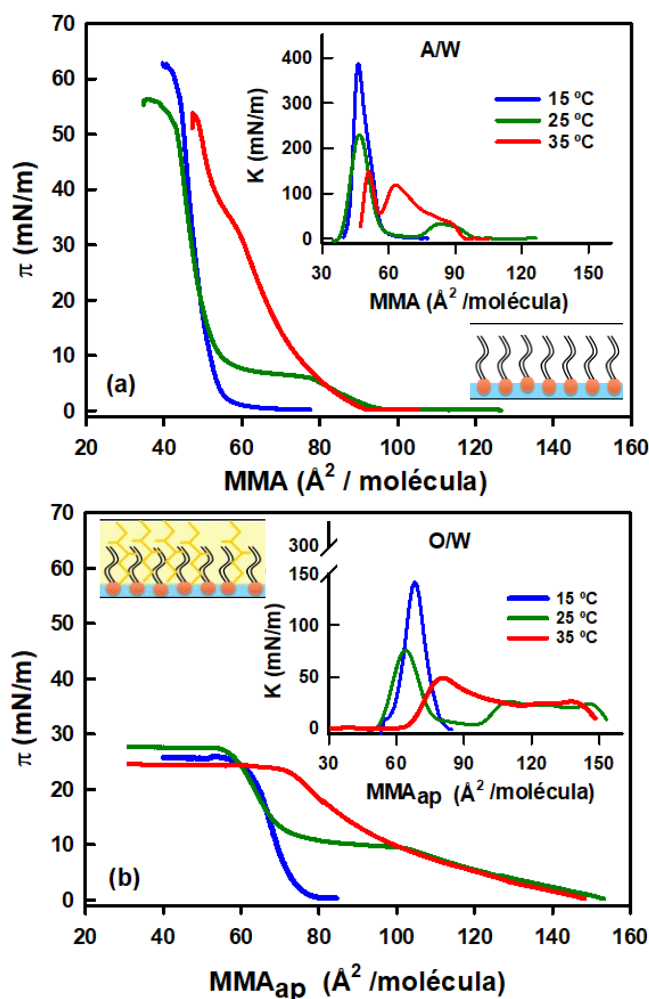 70
60
50
40
30
20
10
0
π (mN/m)
400
300
200
100
0
K (mN/m)
A/W
15 ºC
25 ºC
35 ºC
30 60 90 120 150
MMA (Å² /molécula)
(a)
20 40 60 80 100 120 140 160
MMA (Å² / molécula)
70
60
50
40
30
20
10
0
π (mN/m)
300
150
100
50
0
K (mN/m)
O/W
15 ºC
25 ºC
35 ºC
30 60 90 120 150
MMAap (Å² /molécula)
(b)
20 40 60 80 100 120 140 160
MMAap (Å² /molécula)